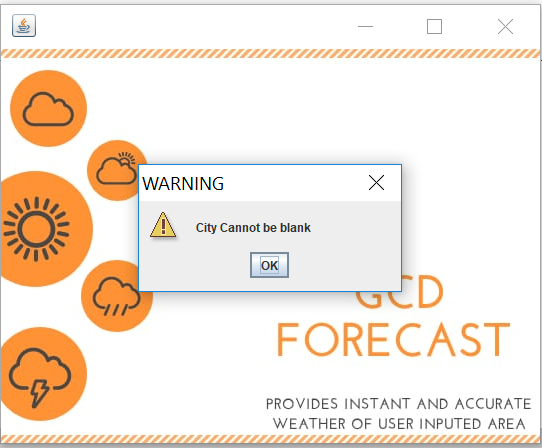 WARNING
City Cannot be blank
OK
GCD
FORECAST
PROVIDES INSTANT AND ACCURATE
WEATHER OF USER INPUTED AREA